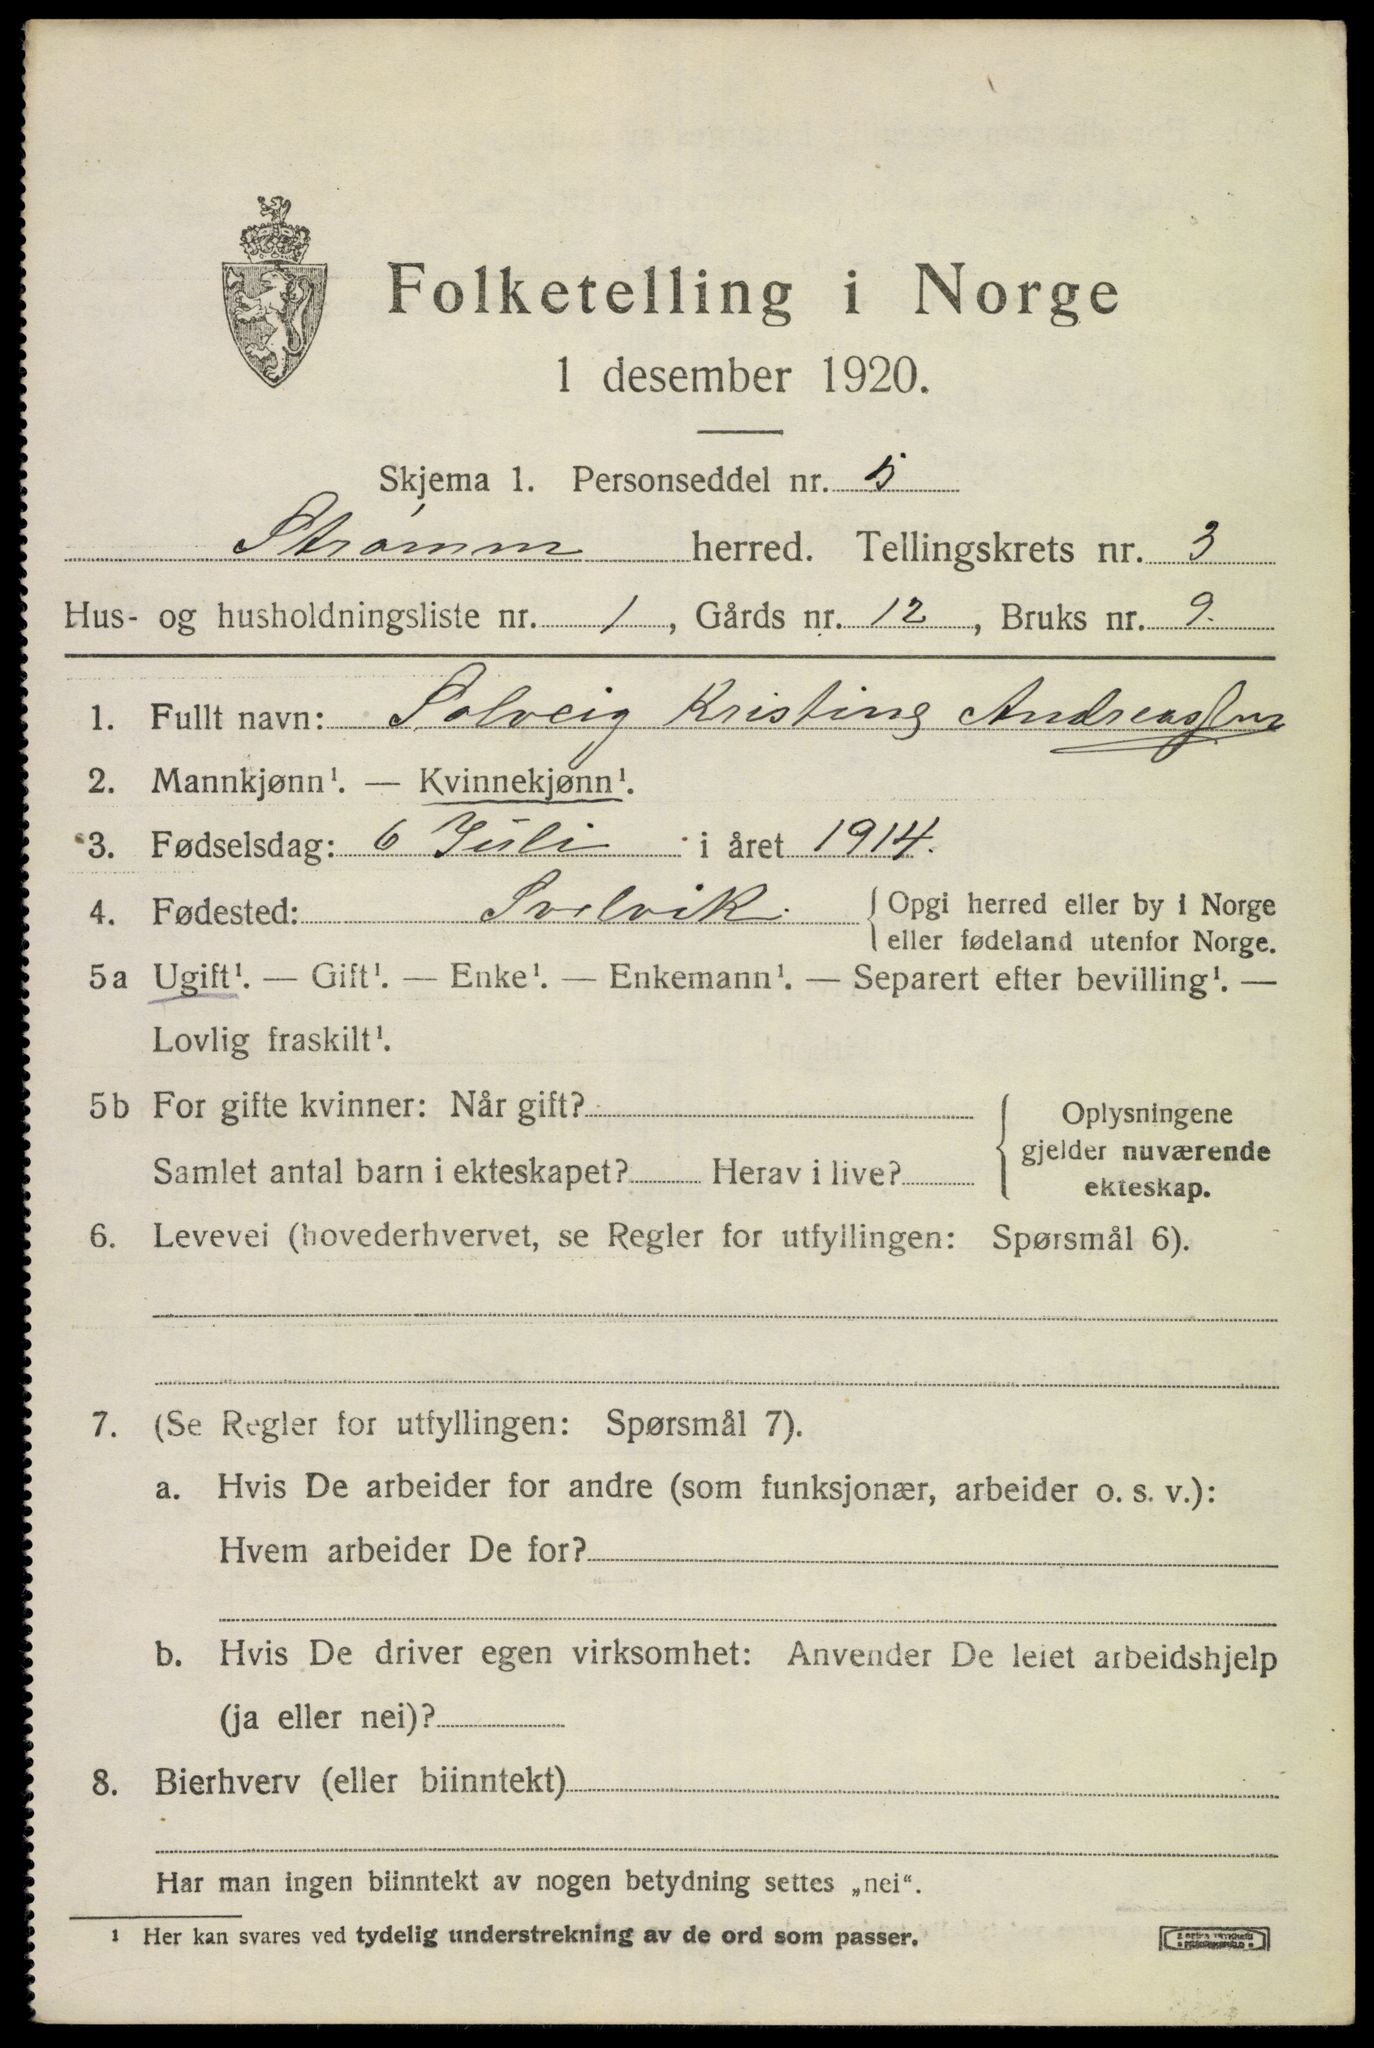 Folketelling i Norge
1 desember 1920.
Skjema 1. Personseddel nr. 5
Strømm herred. Tellingskrets nr. 3
Hus- og husholdningsliste nr. 1, Gårds nr. 12, Bruks nr. 9.
1. Fullt navn: Solveig Kristine Andreassen
2. Mannkjønn¹. — Kvinnekjønn¹.
3. Fødselsdag: 6 Juli i året 1914.
4. Fødested: Svelvik. { Opgi herred eller by i Norge
eller fødeland utenfor Norge.
5a Ugift¹. — Gift¹. — Enke¹. — Enkemann¹. — Separert efter bevilling¹. —
Lovlig fraskilt¹.
5b For gifte kvinner: Når gift? { Oplysningene
gjelder nuværende
Samlet antal barn i ekteskapet? Herav i live? ekteskap.
6. Levevei (hovederhvervet, se Regler for utfyllingen: Spørsmål 6).
7. (Se Regler for utfyllingen: Spørsmål 7).
a. Hvis De arbeider for andre (som funksjonær, arbeider o. s. v.):
Hvem arbeider De for?
b. Hvis De driver egen virksomhet: Anvender De leiet arbeidshjelp
(ja eller nei)?
8. Bierhverv (eller biinntekt)
Har man ingen biinntekt av nogen betydning settes „nei“.
¹ Her kan svares ved tydelig understrekning av de ord som passer.